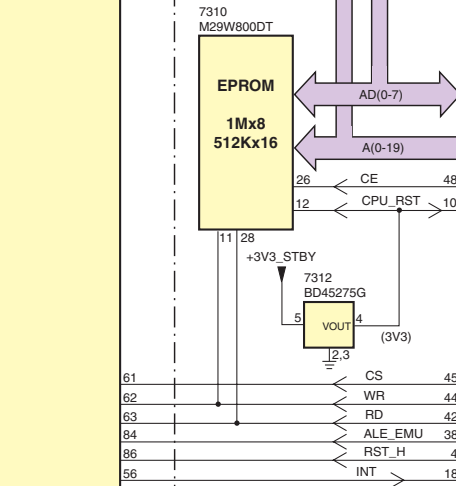 7310
M29W800DT
EPROM
1Mx8
512Kx16
AD(0-7)
A(0-19)
26 CE 48
12 CPU_RST 10
11 28
+3V3_STBY
7312
BD45275G
5 VOUT 4
(3V3)
2,3
61 CS 45
62 WR 44
63 RD 42
84 ALE_EMU 38
86 RST_H 4
56 INT 18